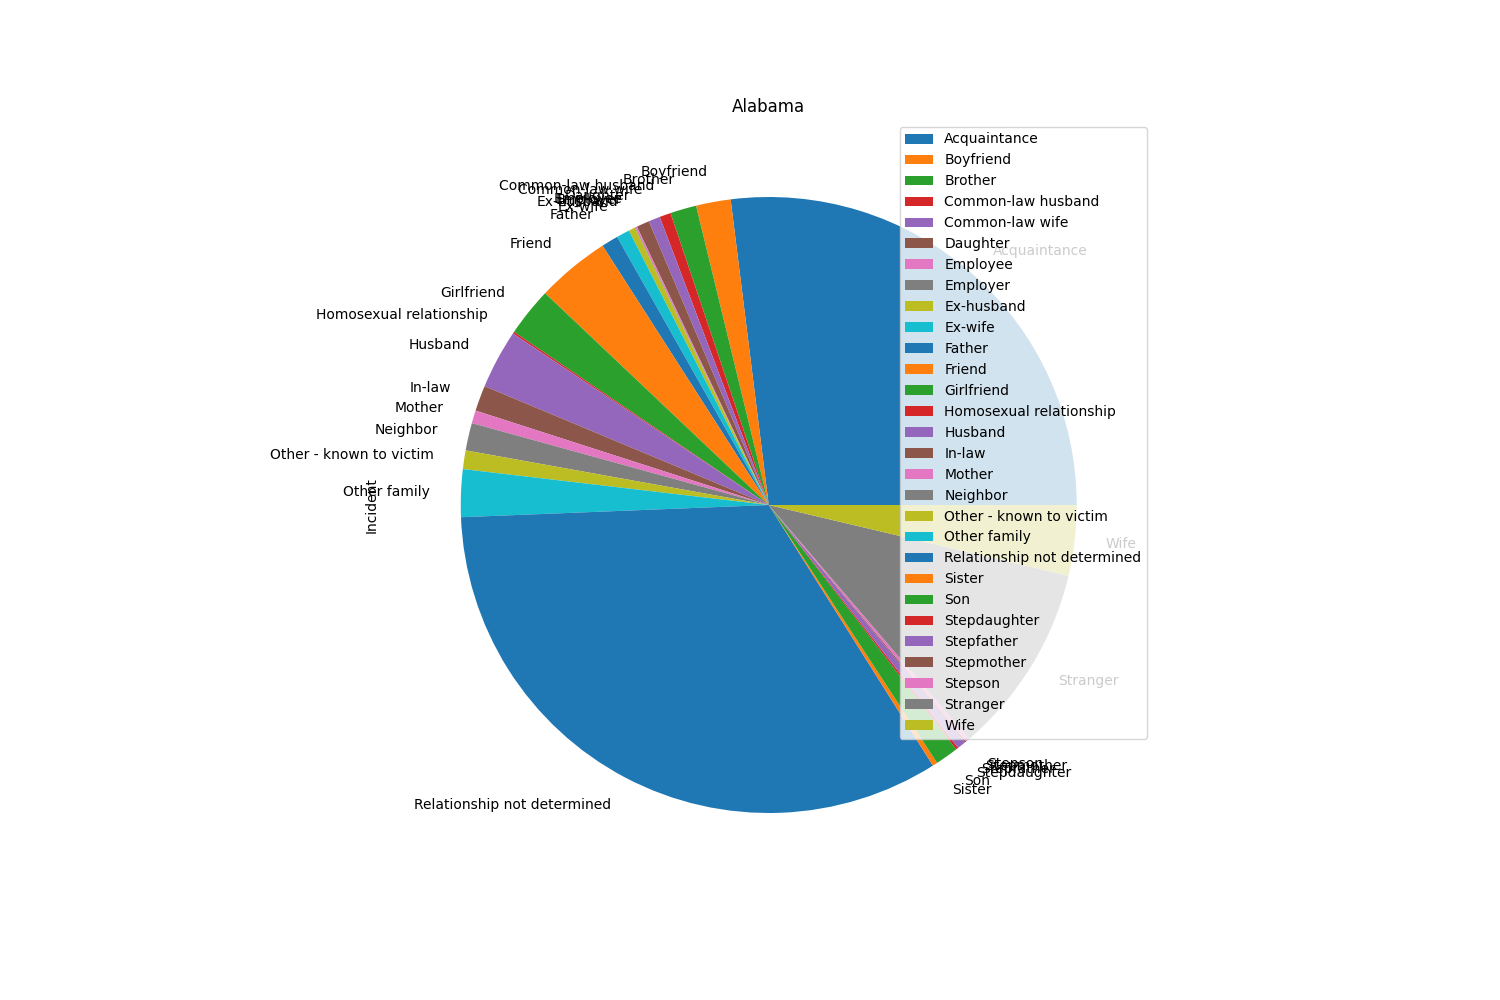 Alabama
Acquaintance
Boyfriend
Brother
Common-law husband
Common-law wife
Daughter
Ex-husband
Ex-wife
Father
Friend
Girlfriend
Homosexual relationship
Husband
In-law
Mother
Neighbor
Other - known to victim
Other family
Incident
Relationship not determined
Sister
Son
Stepdaughter
Stepson
Stranger
Wife
Acquaintance
Boyfriend
Brother
Common-law husband
Common-law wife
Daughter
Employee
Employer
Ex-husband
Ex-wife
Father
Friend
Girlfriend
Homosexual relationship
Husband
In-law
Mother
Neighbor
Other - known to victim
Other family
Relationship not determined
Sister
Son
Stepdaughter
Stepfather
Stepmother
Stepson
Stranger
Wife